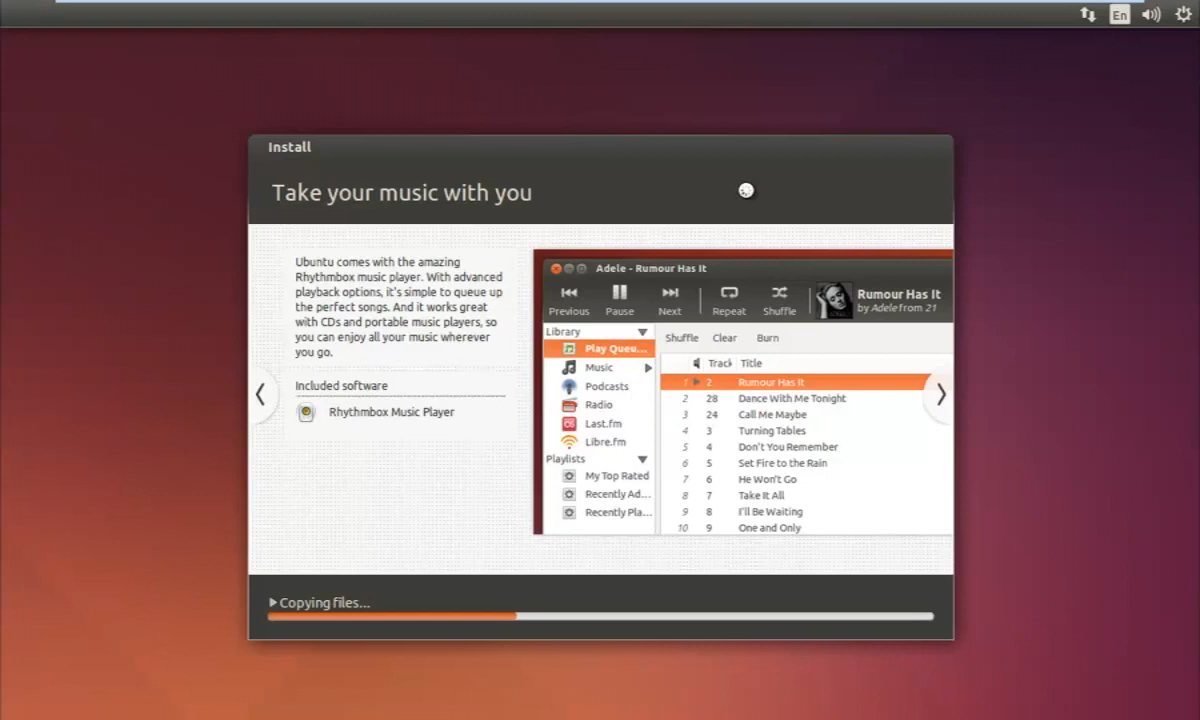 En
Install
Take your music with you
Ubuntu comes with the amazing
Rhythmbox music player. With advanced
playback options, it's simple to queue up
the perfect songs. And it works great
with CDs and portable music players, so
you can enjoy all your music wherever
you go.
Included software
Rhythmbox Music Player
Adele - Rumour Has It
Previous Pause Next Repeat Shuffle
Rumour Has It
by Adele from 21
Library
Play Queu...
Music
Podcasts
Radio
Last.fm
Libre.fm
Playlists
My Top Rated
Recently Ad...
Recently Pla...
Shuffle Clear Burn
Track Title
1 2 Rumour Has It
2 28 Dance With Me Tonight
3 24 Call Me Maybe
4 3 Turning Tables
5 4 Don't You Remember
6 5 Set Fire to the Rain
7 6 He Won't Go
8 7 Take It All
9 8 I'll Be Waiting
10 9 One and Only
Copying files...